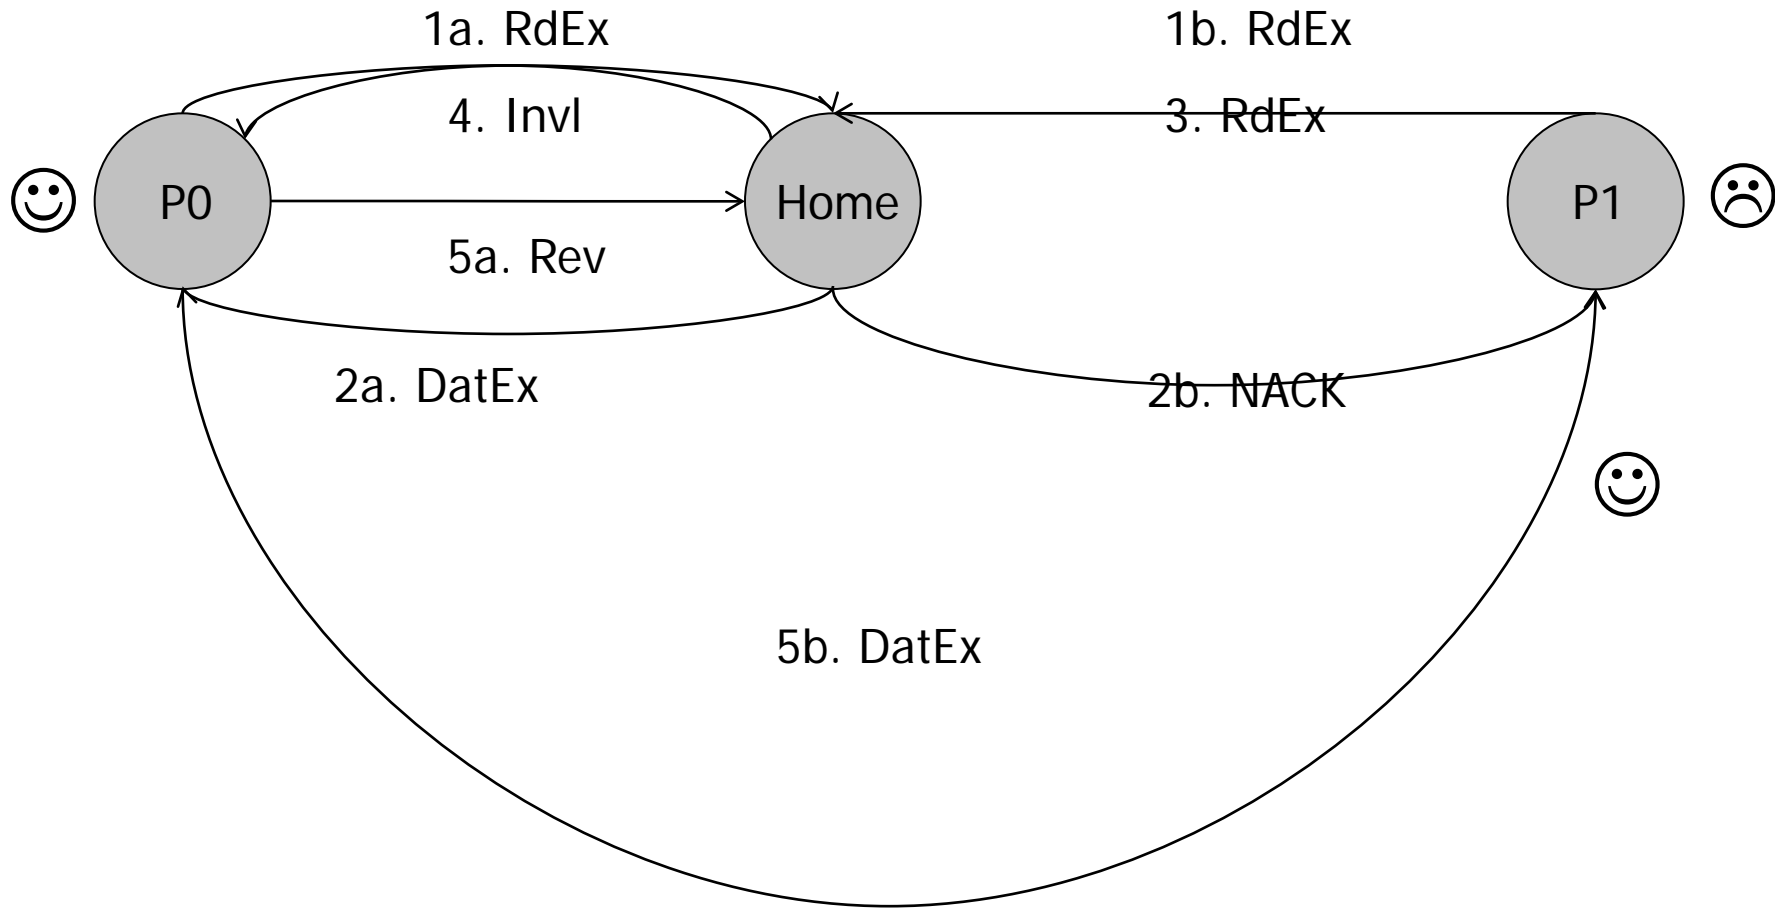 1a. RdEx
1b. RdEx
4. Invl
3. RdEx
P0
Home
P1
5a. Rev
2a. DatEx
2b. NACK
5b. DatEx